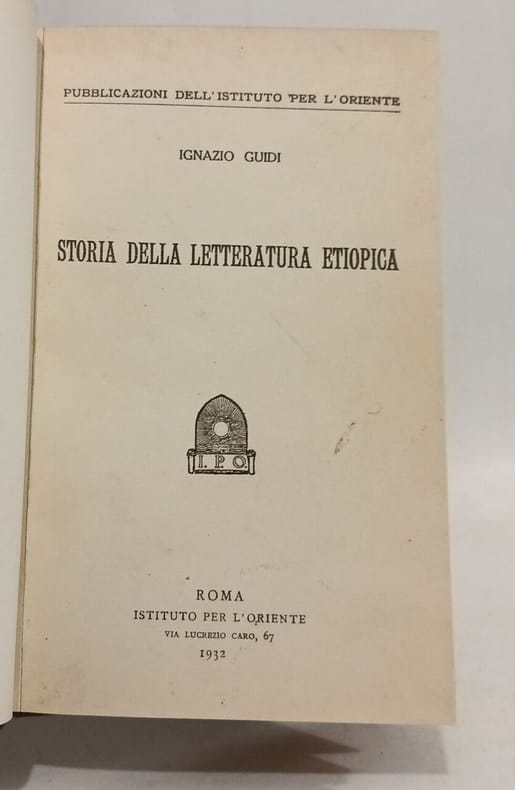 PUBBLICAZIONI DELL'ISTITUTO PER L'ORIENTE
IGNAZIO GUIDI
STORIA DELLA LETTERATURA ETIOPICA
I. P. O.
ROMA
ISTITUTO PER L'ORIENTE
VIA LUCREZIO CARO, 67
1932